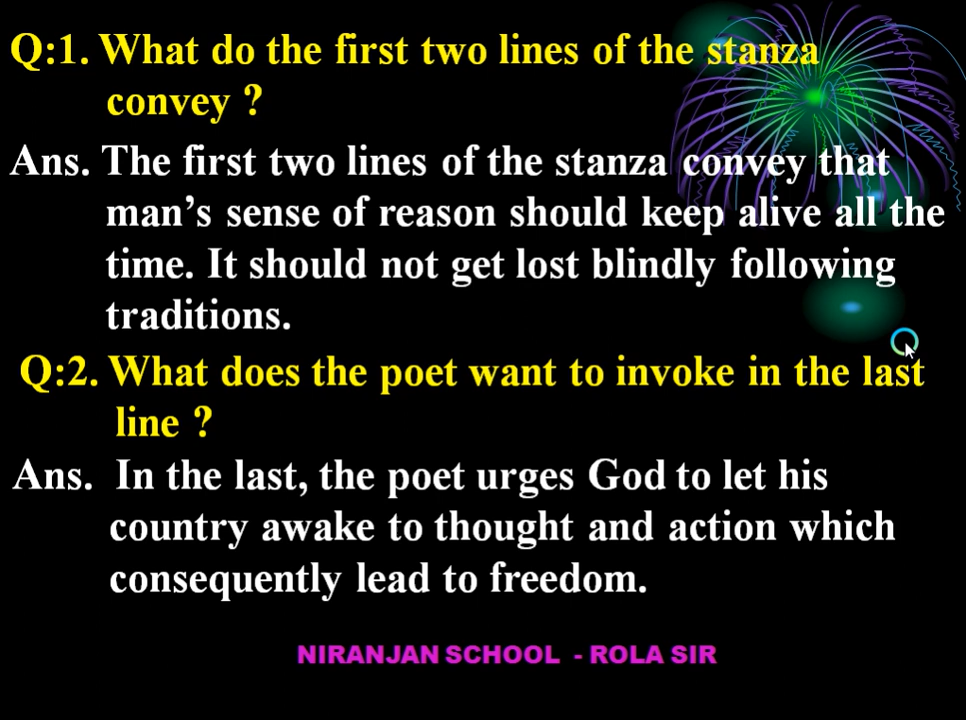 Q:1. What do the first two lines of the stanza
convey ?
Ans. The first two lines of the stanza convey that
man’s sense of reason should keep alive all the
time. It should not get lost blindly following
traditions.
Q:2. What does the poet want to invoke in the last
line ?
Ans. In the last, the poet urges God to let his
country awake to thought and action which
consequently lead to freedom.
NIRANJAN SCHOOL - ROLA SIR